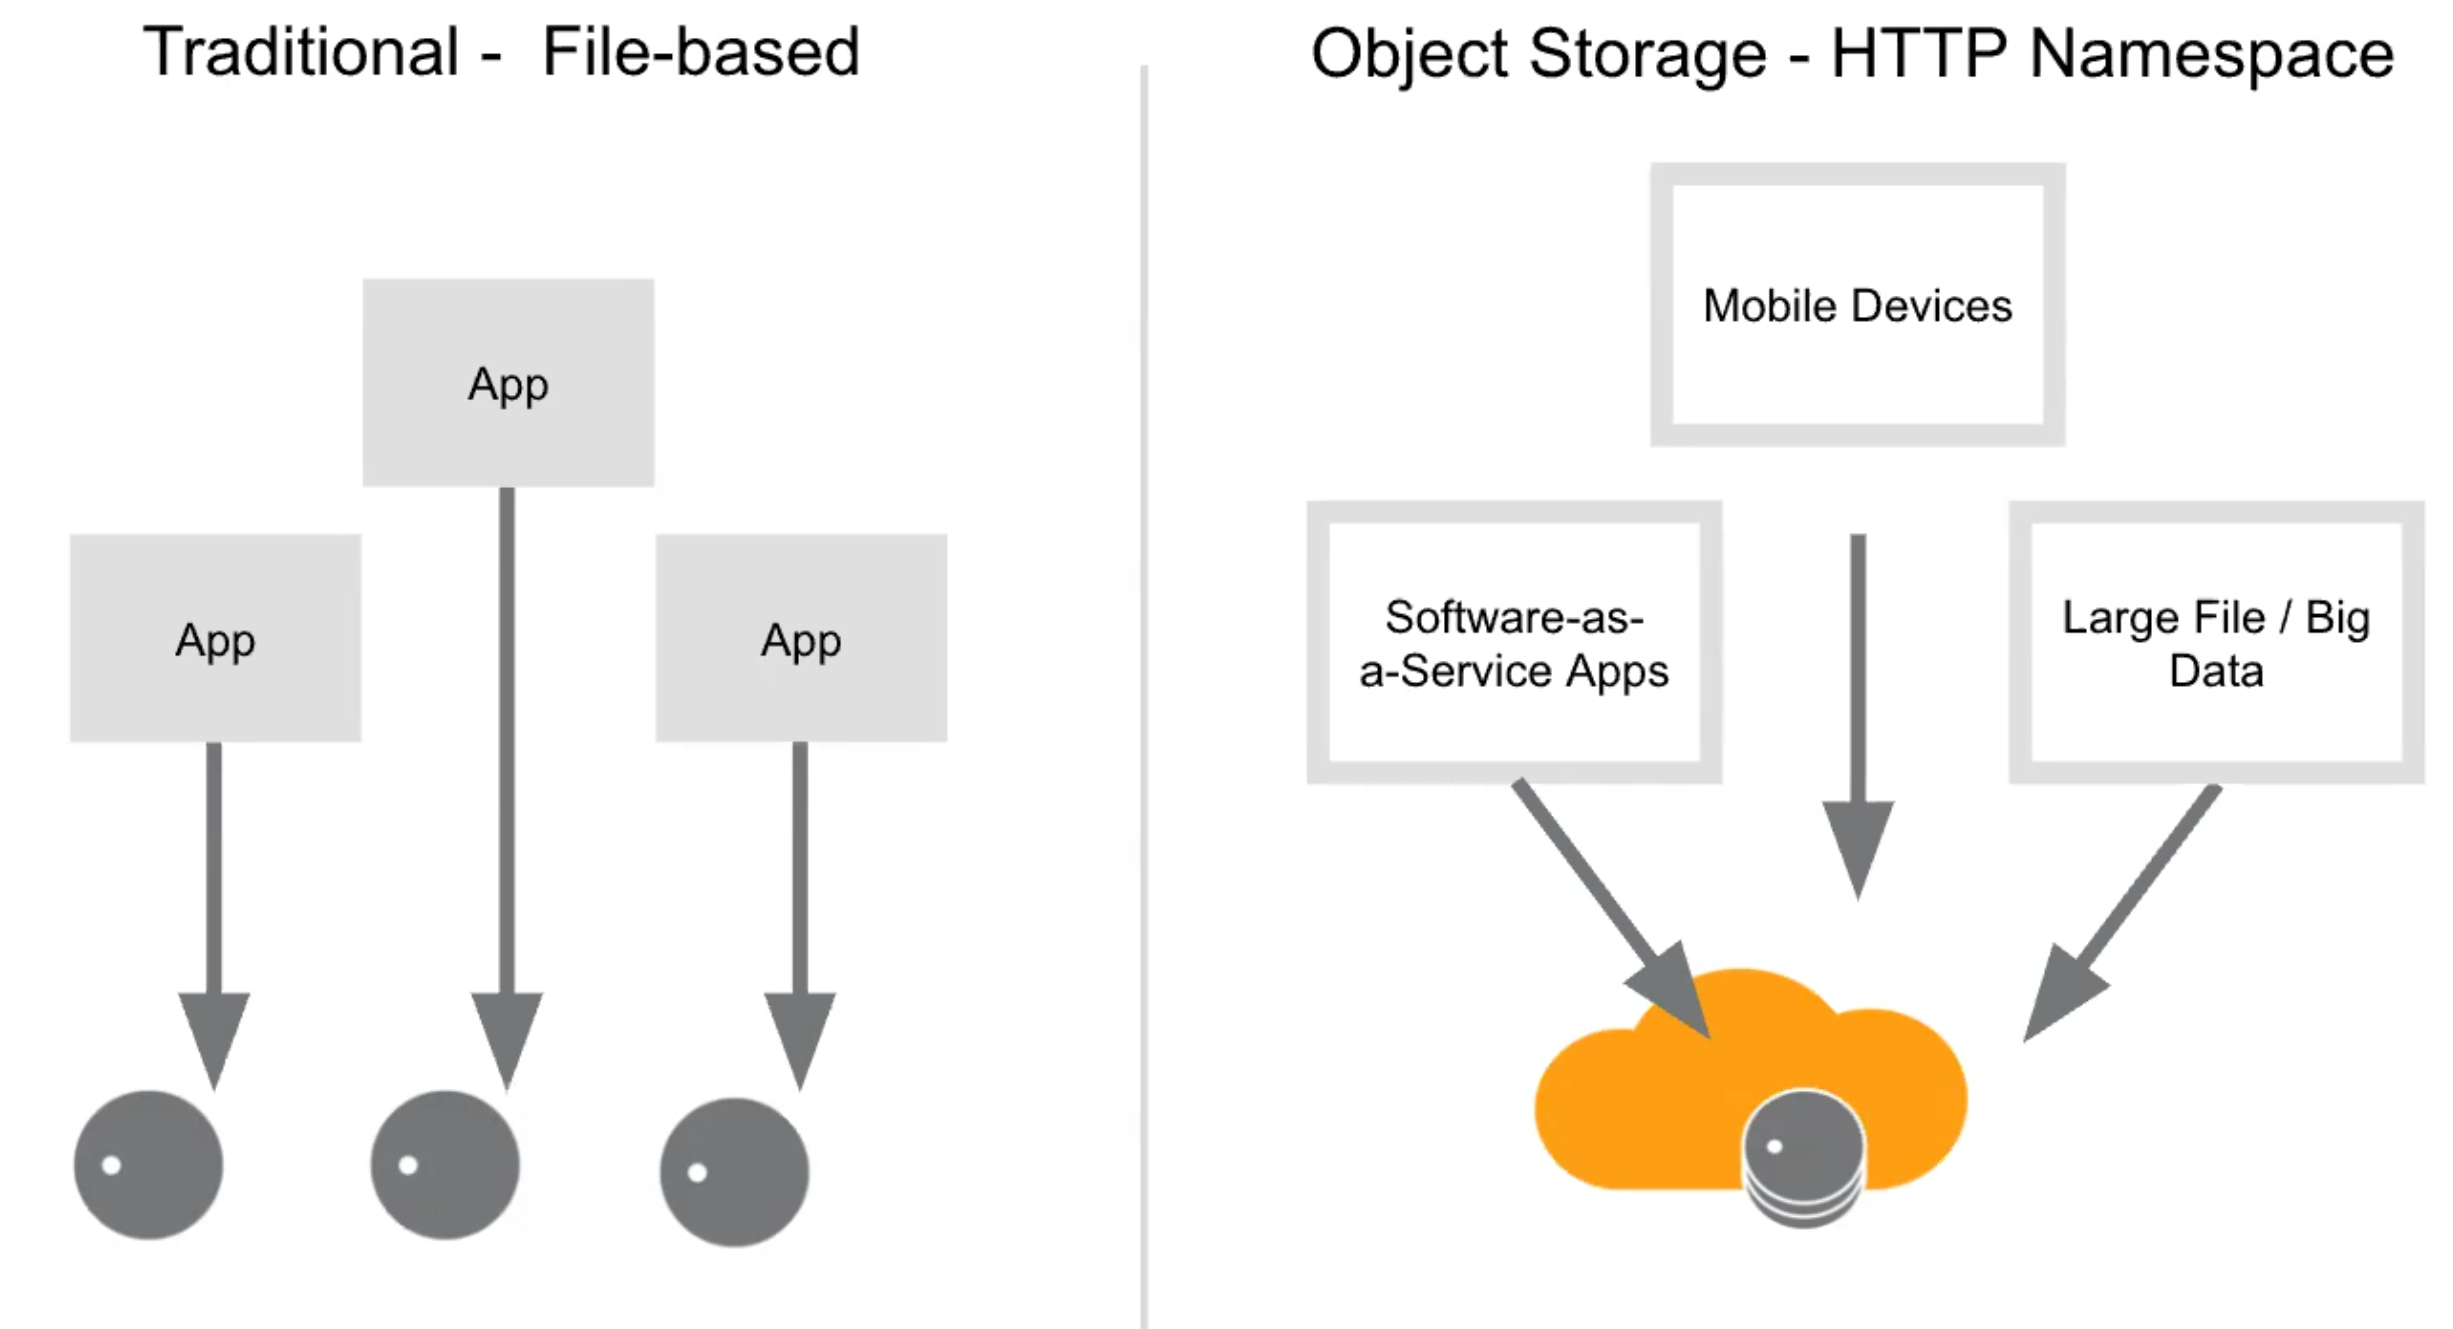 Traditional -  File-based
Object Storage - HTTP Namespace
App
App
App
Mobile Devices
Software-as-
a-Service Apps
Large File / Big
Data